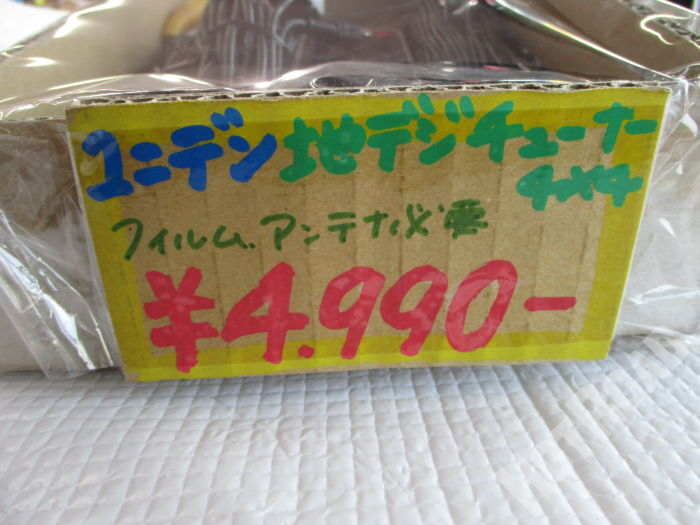 ユニデン 地デジチューナー
4×4
フィルム.アンテナ必要
¥4.990-